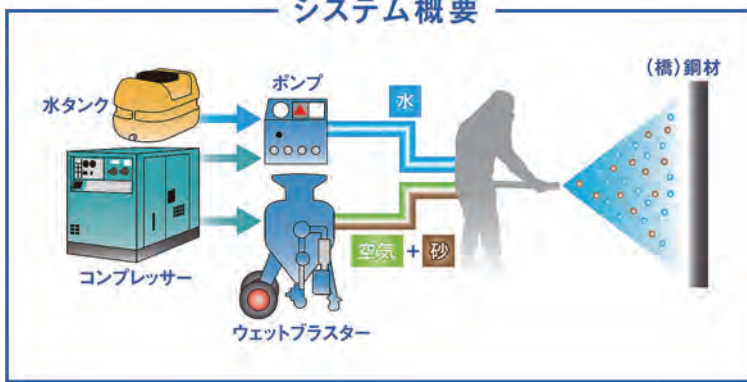 システム概要
(橋)鋼材
ポンプ
水タンク
水
空気 + 砂
コンプレッサー
ウェットブラスター